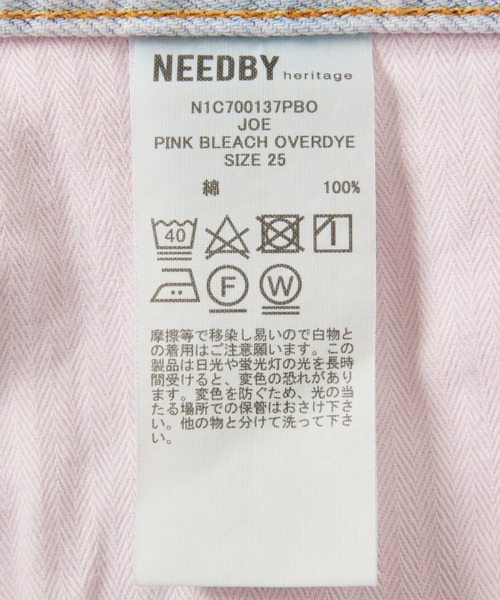 NEEDBY heritage
N1C700137PBO
JOE
PINK BLEACH OVERDYE
SIZE 25
綿 100%
40
F W
摩擦等で移染し易いので白物と
の着用はご注意願います。この
製品は日光や蛍光灯の光を長時
間受けると、変色の恐れがあり
ます。変色を防ぐため、光の当
たる場所での保管はおさけ下さ
い。他の物と分けて洗って下さ
い。